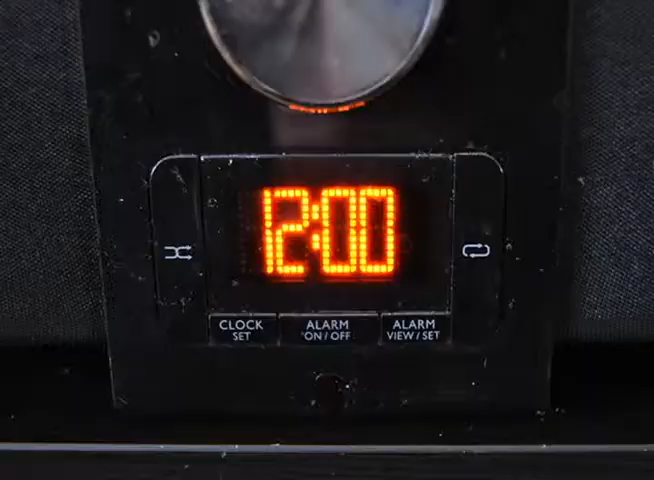 12:00
CLOCK SET
ALARM ON / OFF
ALARM VIEW / SET